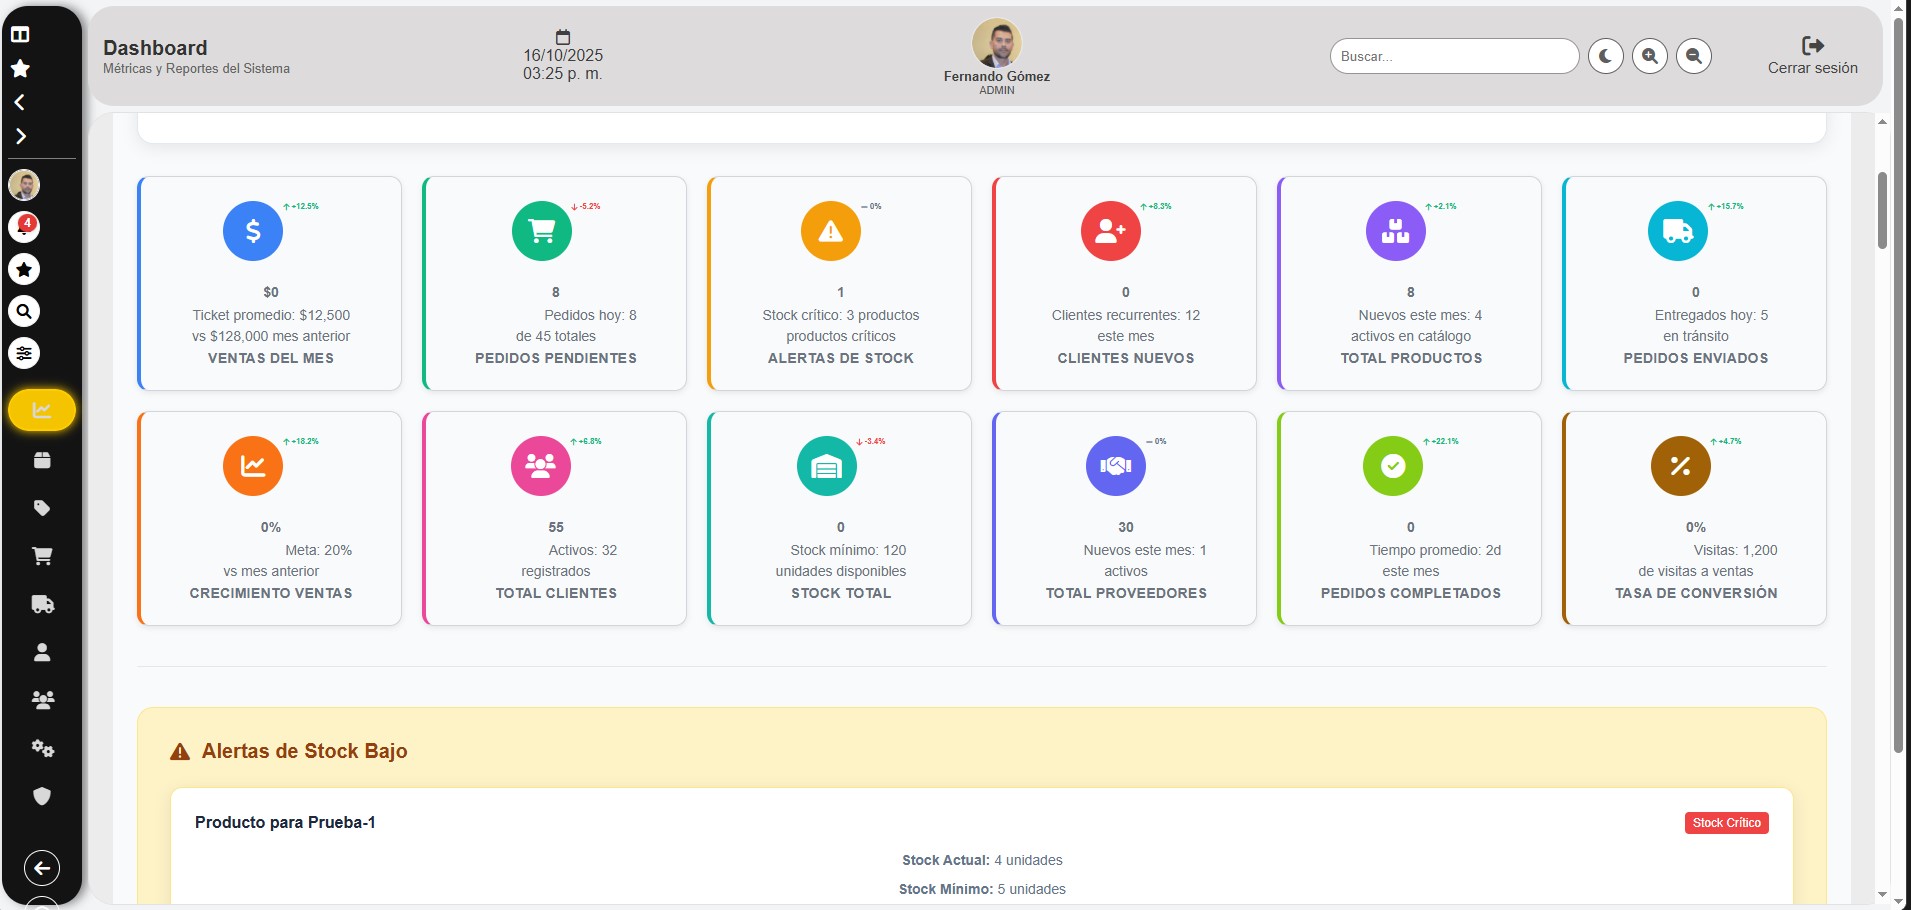 Dashboard
Métricas y Reportes del Sistema
16/10/2025
03:25 p. m.
Fernando Gómez
ADMIN
Buscar...
Cerrar sesión
4
+12.5%
$0
Ticket promedio: $12,500
vs $128,000 mes anterior
VENTAS DEL MES
-5.2%
8
Pedidos hoy: 8
de 45 totales
PEDIDOS PENDIENTES
0%
1
Stock crítico: 3 productos
productos críticos
ALERTAS DE STOCK
+8.3%
0
Clientes recurrentes: 12
este mes
CLIENTES NUEVOS
+2.1%
8
Nuevos este mes: 4
activos en catálogo
TOTAL PRODUCTOS
+15.7%
0
Entregados hoy: 5
en tránsito
PEDIDOS ENVIADOS
+18.2%
0%
Meta: 20%
vs mes anterior
CRECIMIENTO VENTAS
+6.8%
55
Activos: 32
registrados
TOTAL CLIENTES
-3.4%
0
Stock mínimo: 120
unidades disponibles
STOCK TOTAL
0%
30
Nuevos este mes: 1
activos
TOTAL PROVEEDORES
+22.1%
0
Tiempo promedio: 2d
este mes
PEDIDOS COMPLETADOS
+4.7%
0%
Visitas: 1,200
de visitas a ventas
TASA DE CONVERSIÓN
Alertas de Stock Bajo
Producto para Prueba-1
Stock Crítico
Stock Actual: 4 unidades
Stock Mínimo: 5 unidades